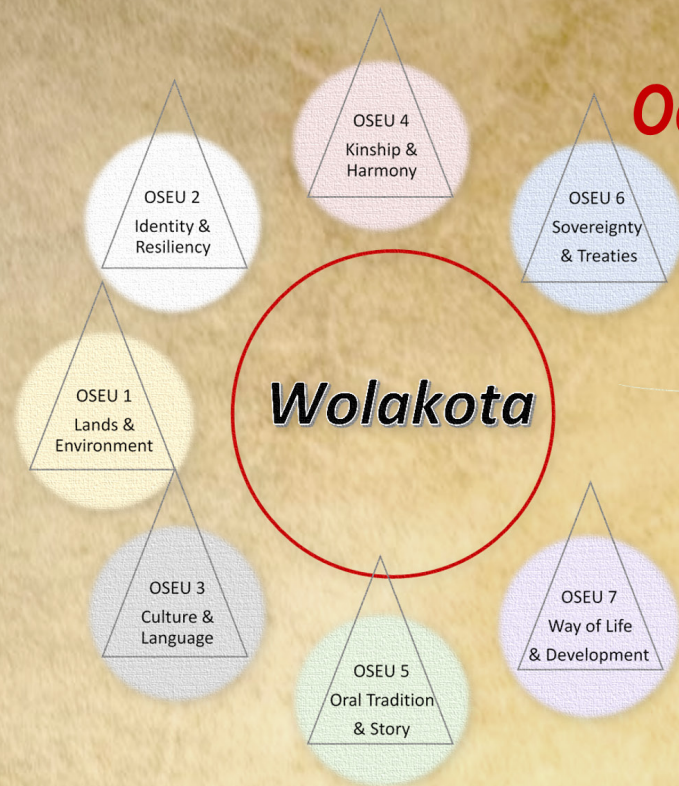 OSEU 4
Kinship &
Harmony
OSEU 2
Identity &
Resiliency
OSEU 6
Sovereignty
& Treaties
OSEU 1
Lands &
Environment
Wolakota
OSEU 3
Culture &
Language
OSEU 7
Way of Life
& Development
OSEU 5
Oral Tradition
& Story